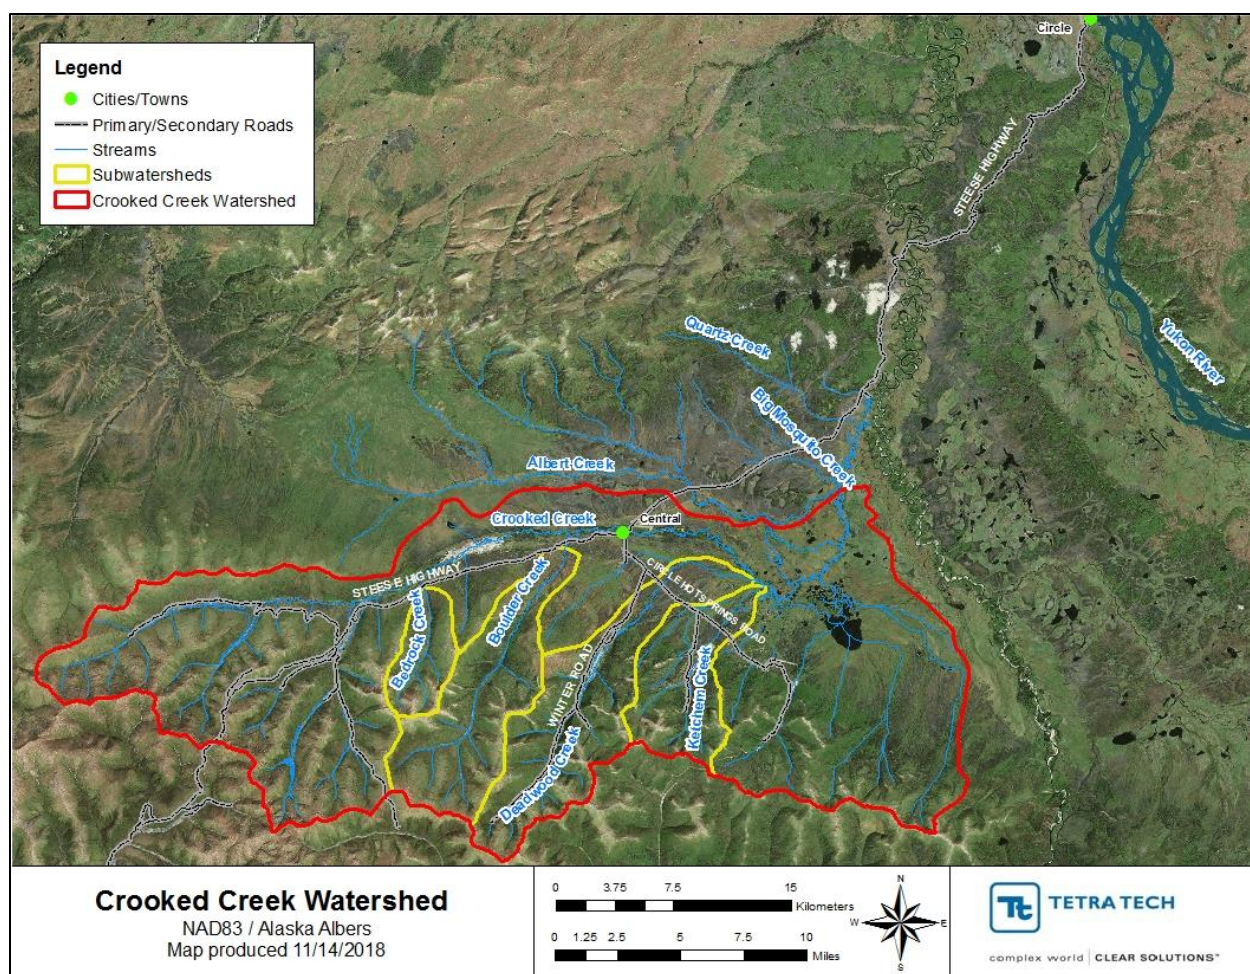 Circle
Legend
Cities/Towns
Primary/Secondary Roads
Streams
Subwatersheds
Crooked Creek Watershed
STEESE HIGHWAY
Yukon River
Quartz Creek
Big Mosquito Creek
Albert Creek
Crooked Creek
Central
STEESE HIGHWAY
CIRCLE HOT SPRINGS ROAD
Bedrock Creek
Boulder Creek
WINTER ROAD
Ketchem Creek
Deadwood Creek
Crooked Creek Watershed
NAD83 / Alaska Albers
Map produced 11/14/2018
0 3.75 7.5 15
Kilometers
0 1.25 2.5 5 7.5 10
Miles
N
W E
S
Tt TETRA TECH
complex world | CLEAR SOLUTIONS™